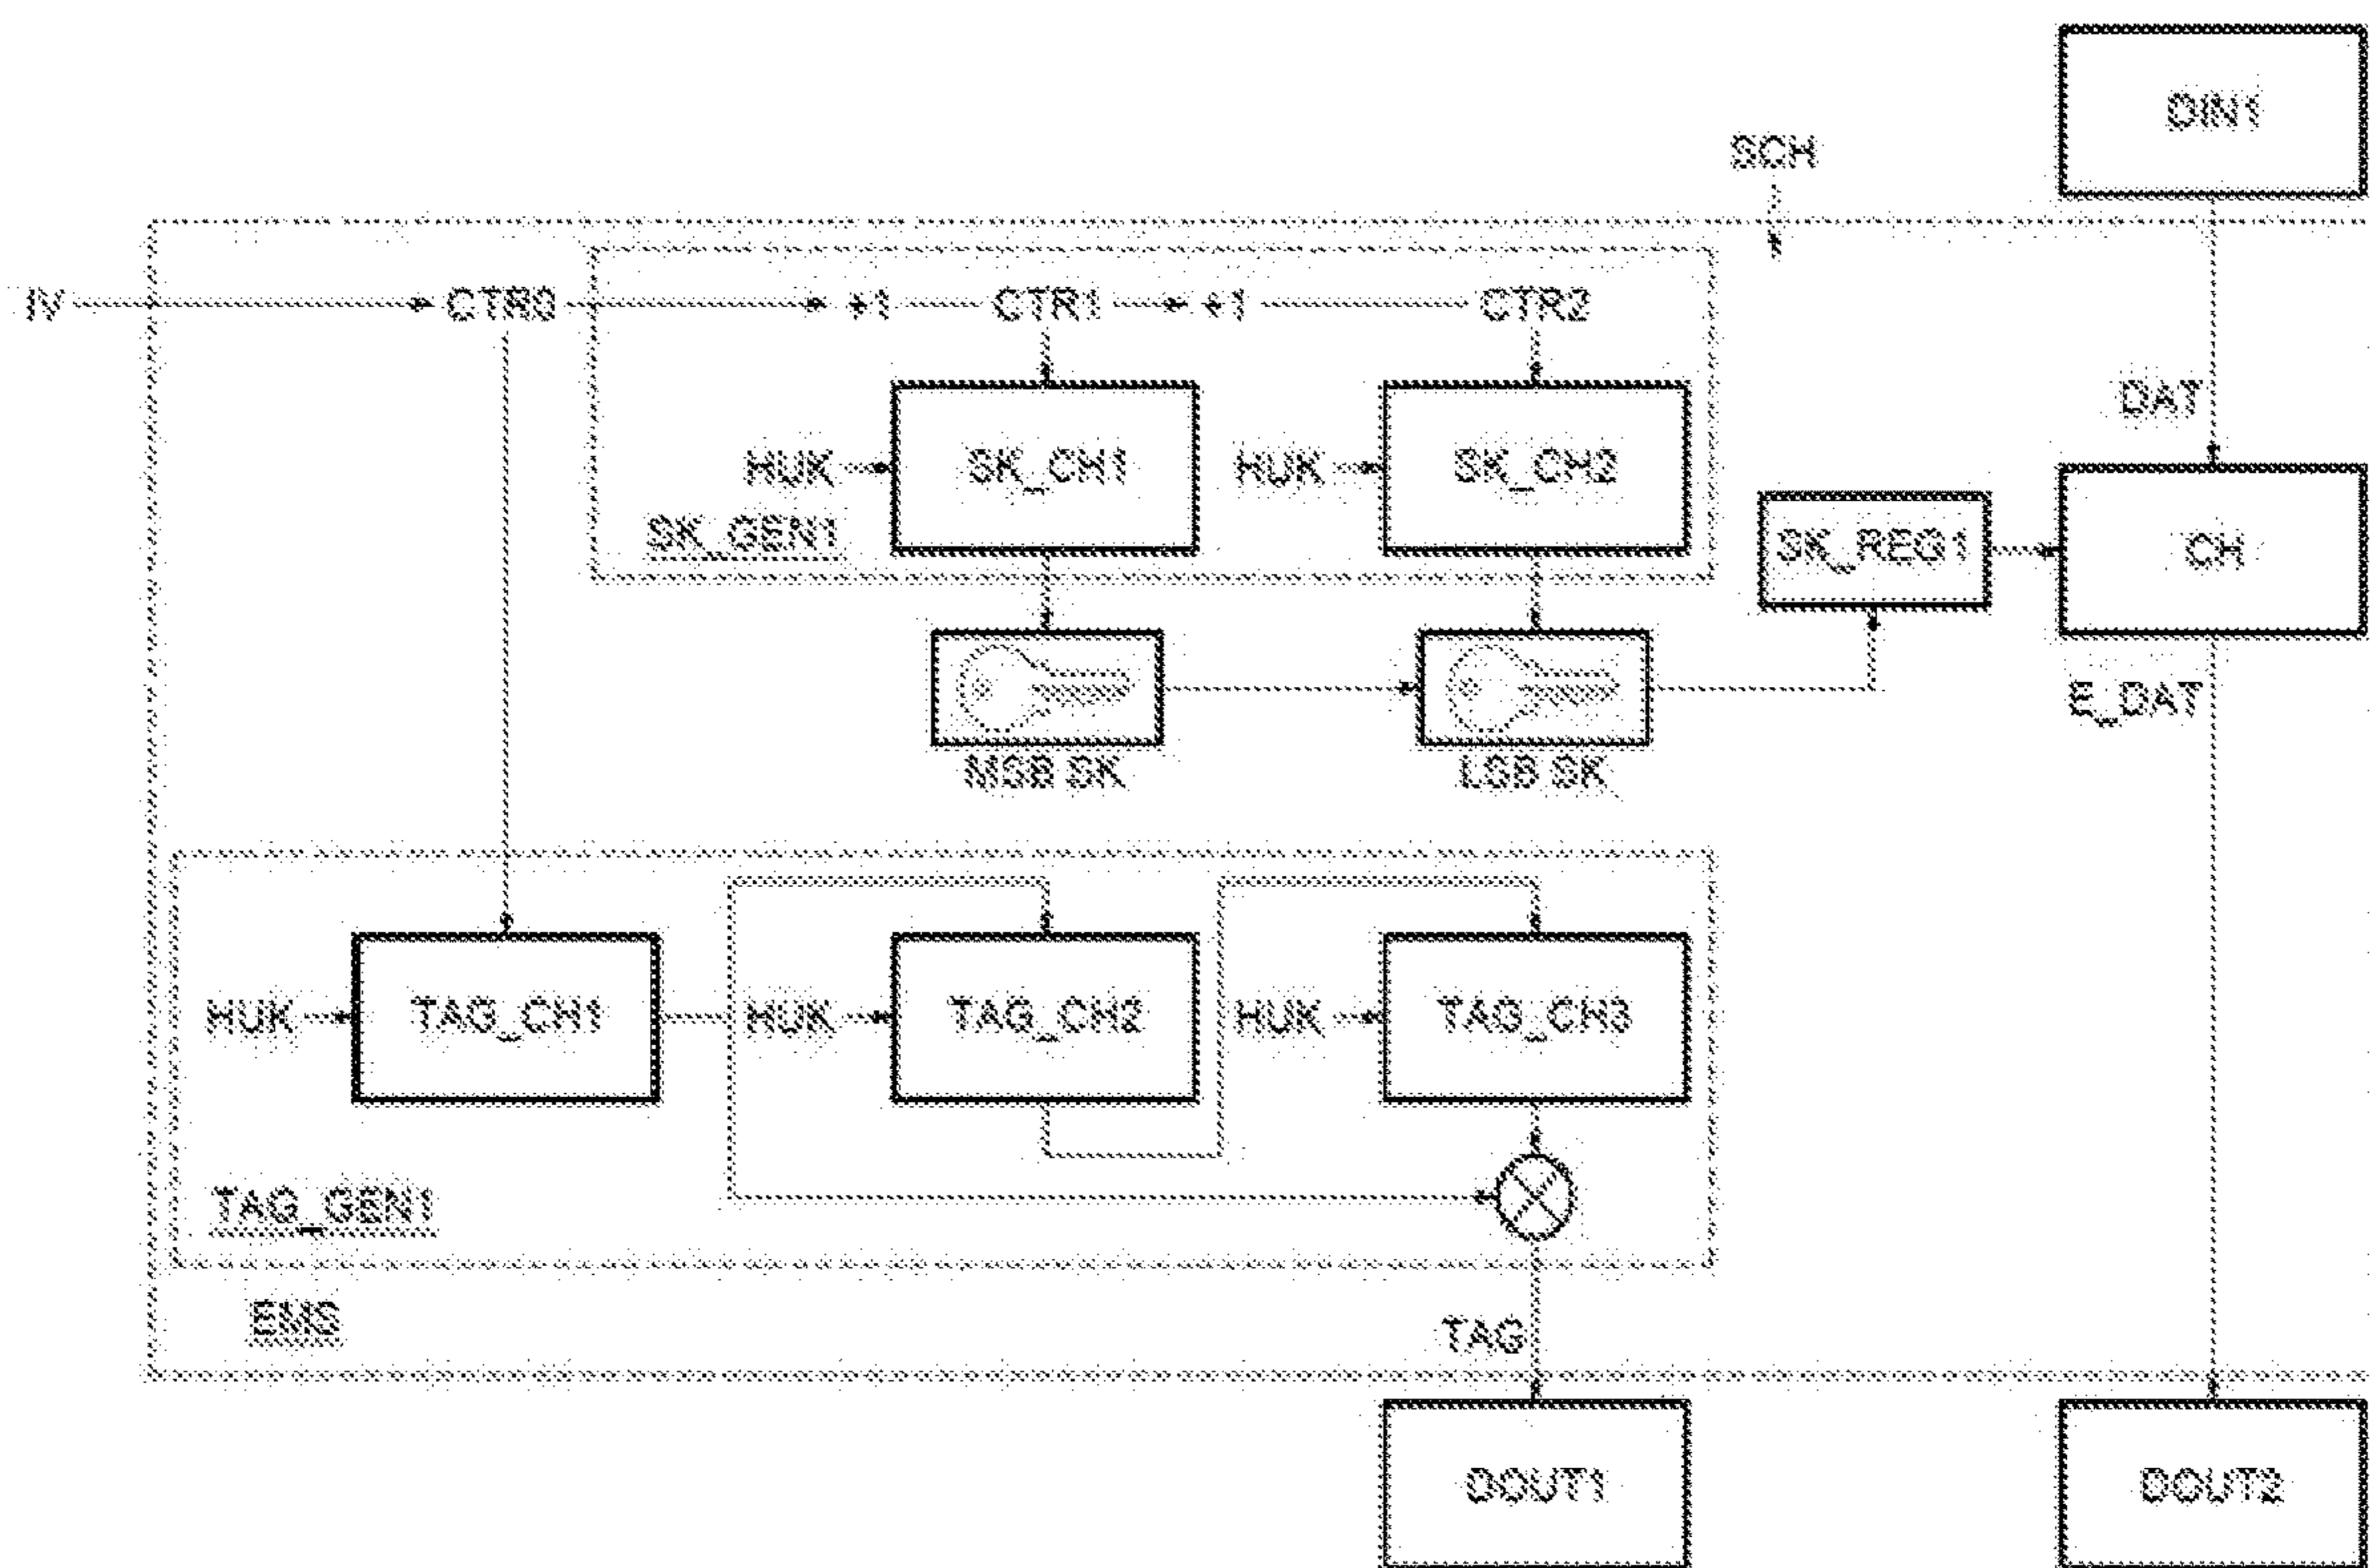 DIN1
SCH
IV CTR0 +1 CTR1 +1 CTR2
DAT
HUK SK_CH1 HUK SK_CH2
SK_GEN1
SK_REG1 CH
E_DAT
MSB SK LSB SK
HUK TAG_CH1 HUK TAG_CH2 HUK TAG_CH3
TAG_GEN1
EMS
TAG
DOUT1 DOUT2